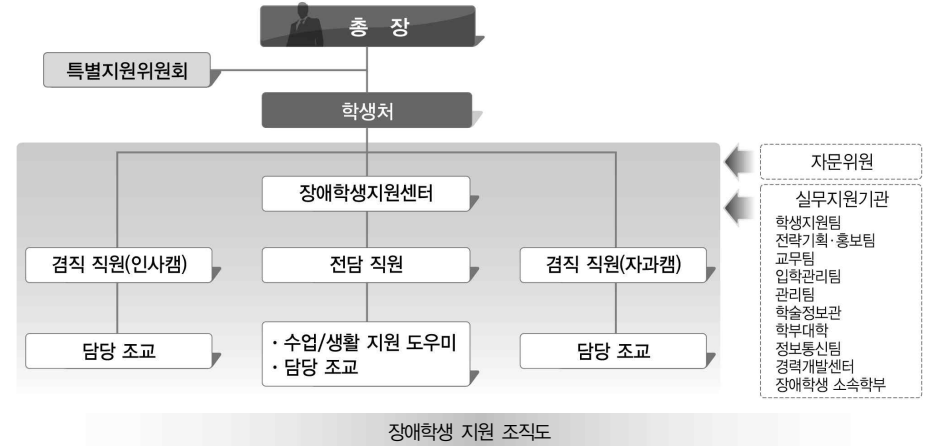 총 장
특별지원위원회
학생처
자문위원
장애학생지원센터
실무지원기관
학생지원팀
전략기획·홍보팀
교무팀
입학관리팀
관리팀
학술정보관
학부대학
정보통신팀
경력개발센터
장애학생 소속학부
겸직 직원(인사캠)
전담 직원
겸직 직원(자과캠)
담당 조교
· 수업/생활 지원 도우미
· 담당 조교
담당 조교
장애학생 지원 조직도